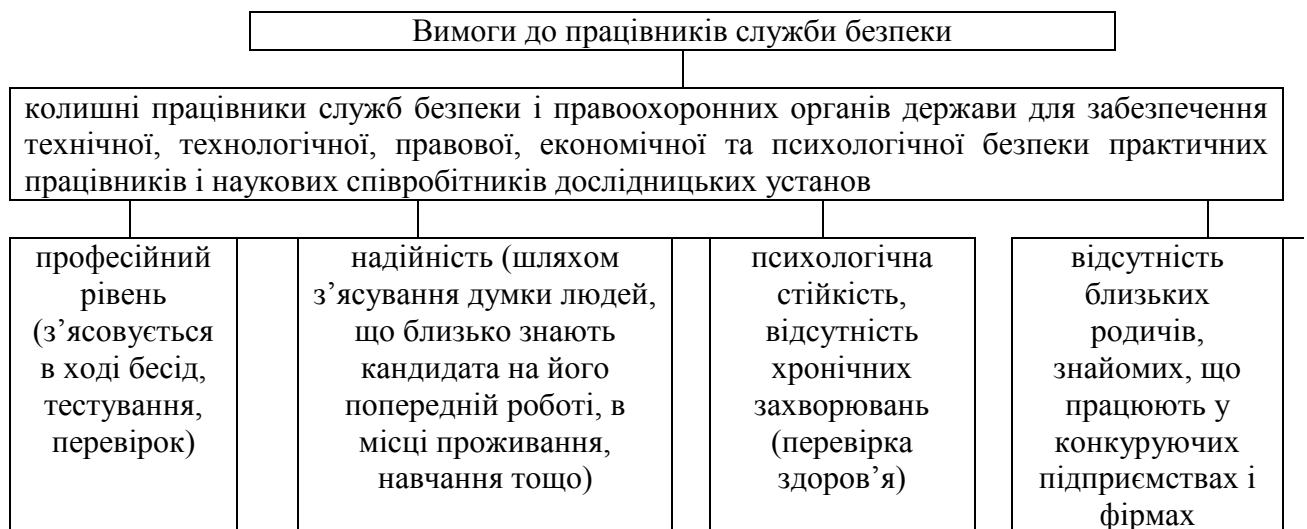 Вимоги до працівників служби безпеки
колишні працівники служб безпеки і правоохоронних органів держави для забезпечення
технічної, технологічної, правової, економічної та психологічної безпеки практичних
працівників і наукових співробітників дослідницьких установ
професійний
рівень
(з’ясовується
в ході бесід,
тестування,
перевірок)
надійність (шляхом
з’ясування думки людей,
що близько знають
кандидата на його
попередній роботі, в
місці проживання,
навчання тощо)
психологічна
стійкість,
відсутність
хронічних
захворювань
(перевірка
здоров’я)
відсутність
близьких
родичів,
знайомих, що
працюють у
конкуруючих
підприємствах і
фірмах